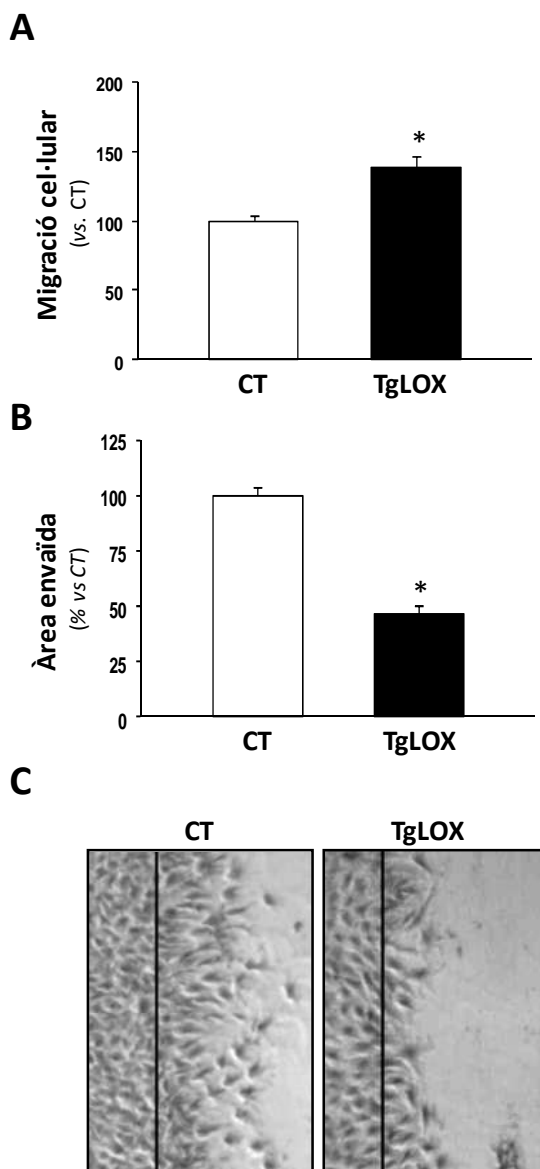 A
Migració cel·lular
(vs. CT)
200
150
100
50
0
*
CT
TgLOX
B
Àrea envaïda
(% vs CT)
125
100
75
50
25
0
*
CT
TgLOX
C
CT
TgLOX